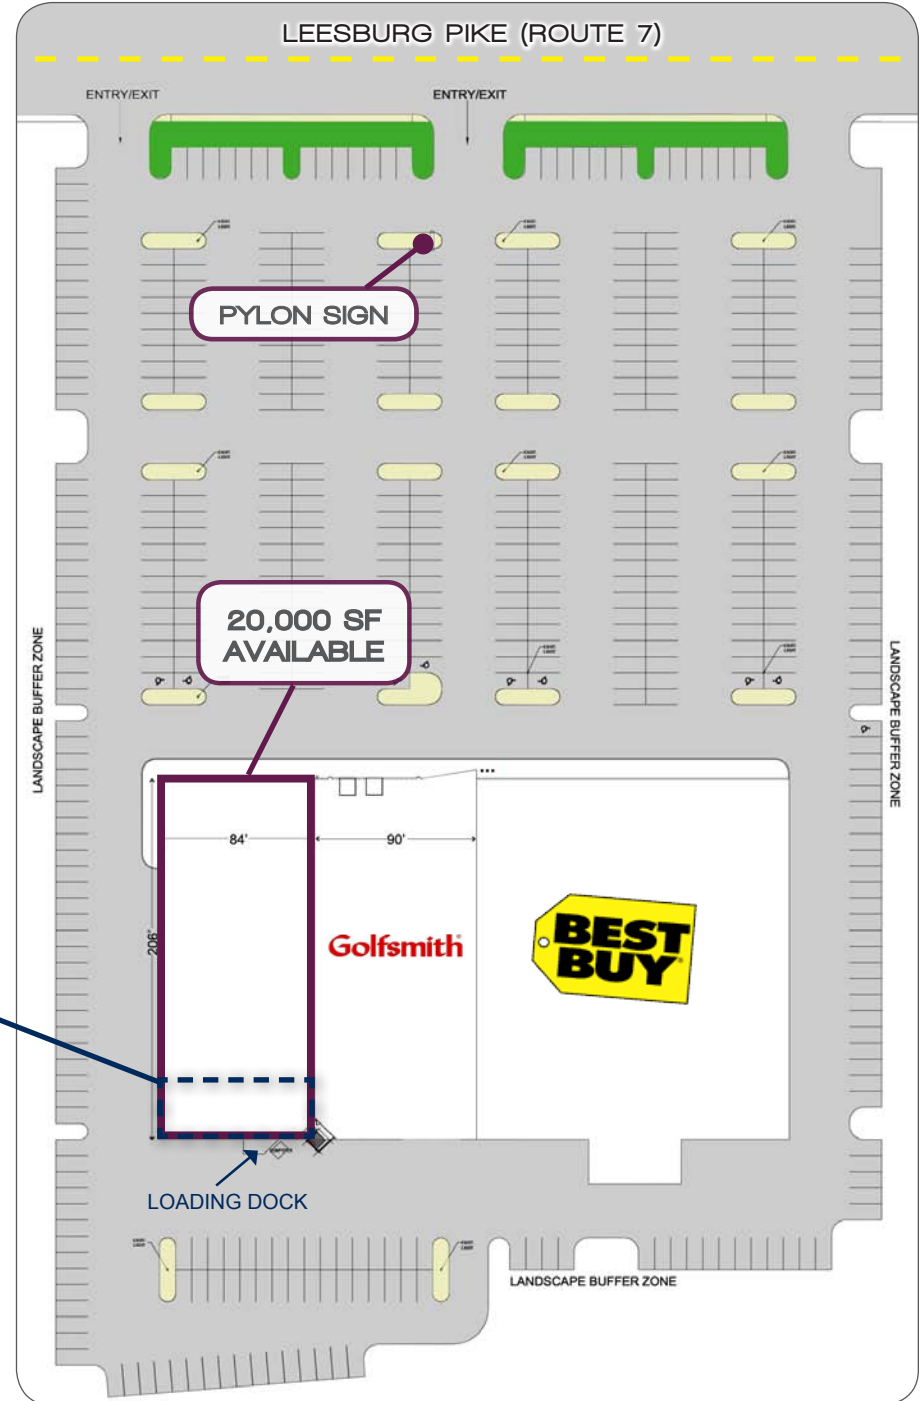 LEESBURG PIKE (ROUTE 7)
ENTRY/EXIT
ENTRY/EXIT
PYLON SIGN
20,000 SF
AVAILABLE
LANDSCAPE BUFFER ZONE
LANDSCAPE BUFFER ZONE
84'
90'
206'
Golfsmith
BEST
BUY
LOADING DOCK
LANDSCAPE BUFFER ZONE